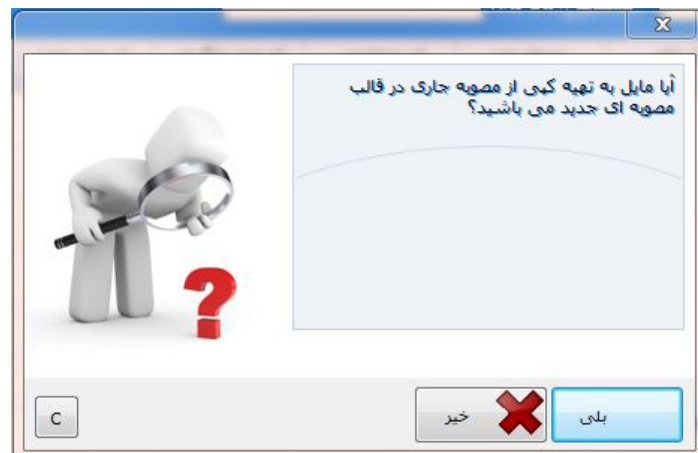 آیا مایل به تهیه کپی از مصوبه جاری در قالب
مصوبه ای جدید می باشید؟
بلی
خیر
C